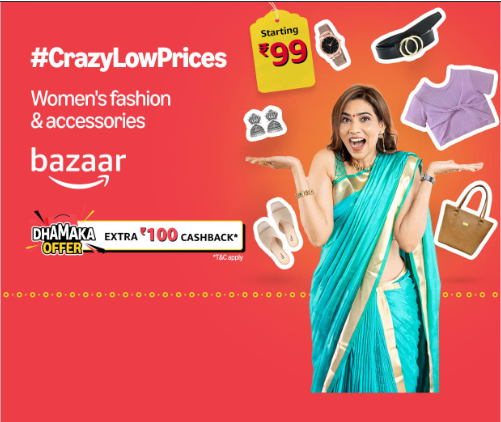 #CrazyLowPrices
Starting
₹99
Women's fashion
& accessories
bazaar
DHAMAKA
OFFER
EXTRA ₹100 CASHBACK*
*T&C apply